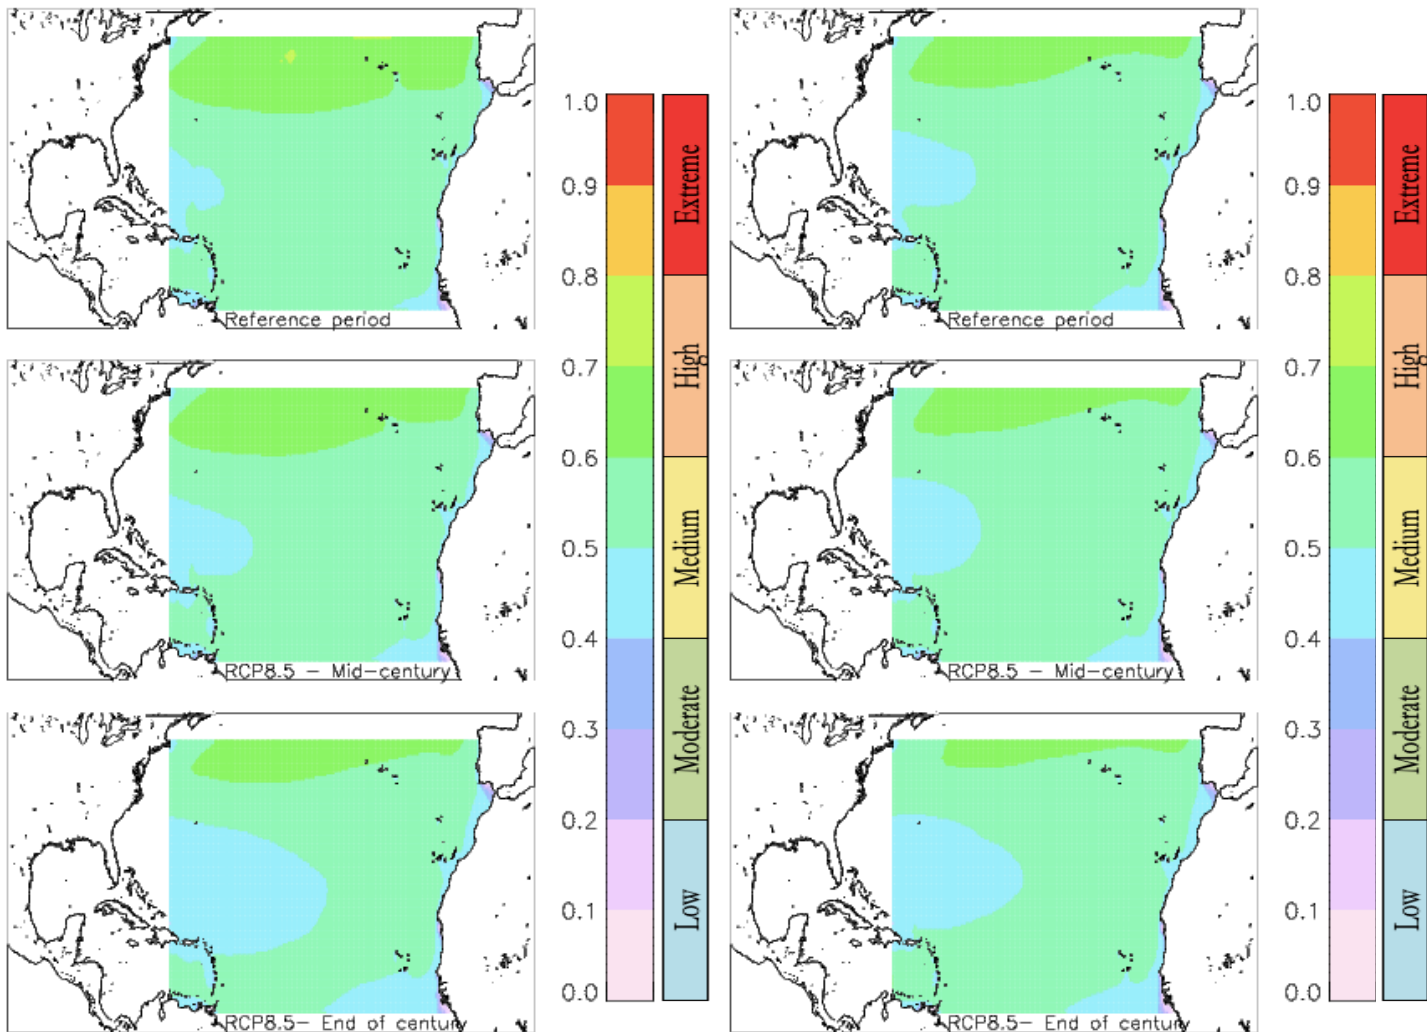 1.0
0.9
0.8
0.7
0.6
0.5
0.4
0.3
0.2
0.1
0.0
Extreme
High
Medium
Moderate
Low
1.0
0.9
0.8
0.7
0.6
0.5
0.4
0.3
0.2
0.1
0.0
Extreme
High
Medium
Moderate
Low
Reference period
Reference period
RCP8.5 - Mid-century
RCP8.5 - Mid-century
RCP8.5- End of century
RCP8.5- End of century